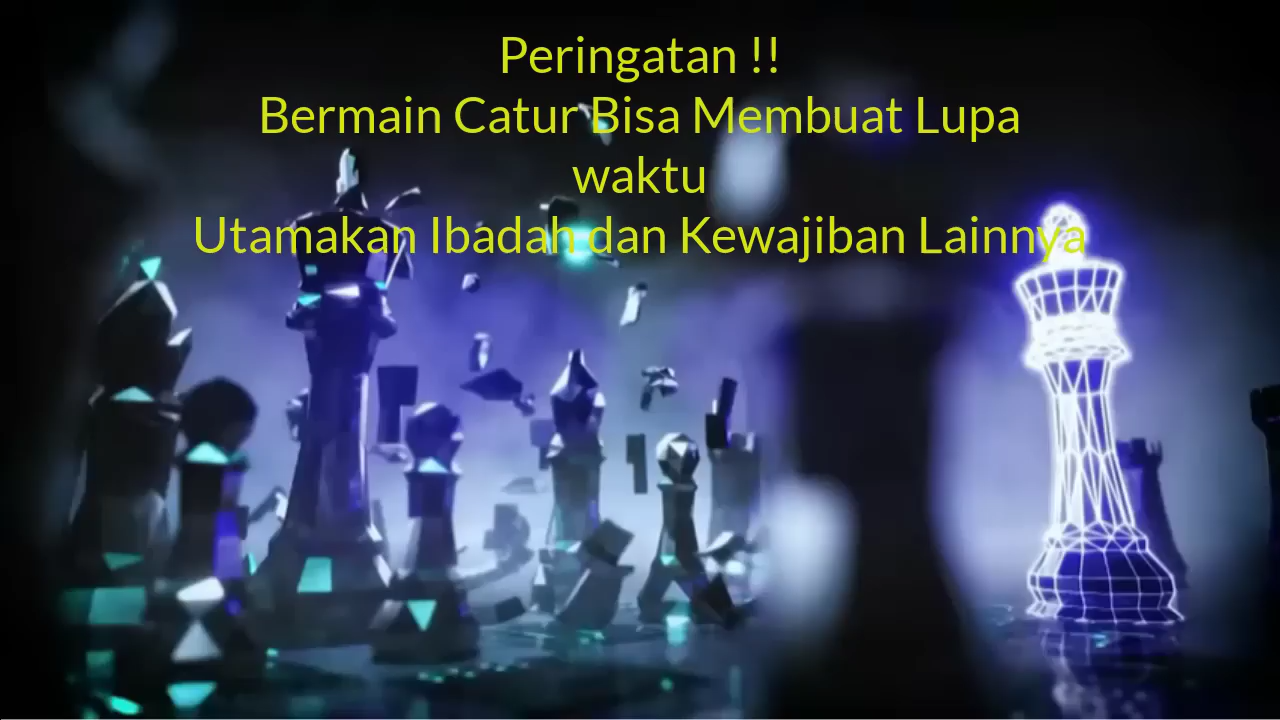 Peringatan !!
Bermain Catur Bisa Membuat Lupa
waktu
Utamakan Ibadah dan Kewajiban Lainnya